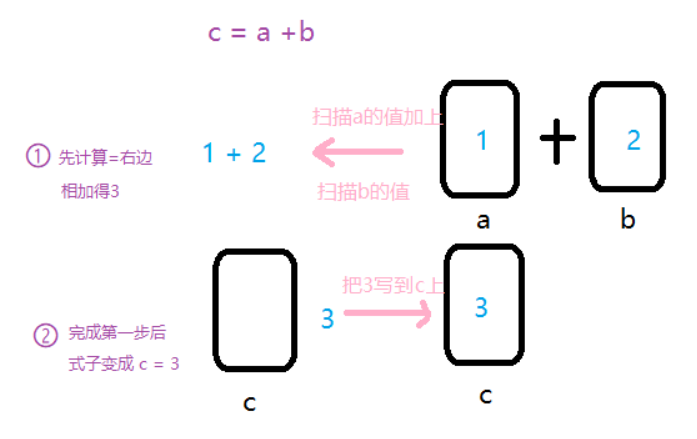 c = a +b
扫描a的值加上
① 先计算=右边
相加得3
1 + 2
扫描b的值
1
2
a
b
② 完成第一步后
式子变成 c = 3
3
把3写到c上
3
c
c